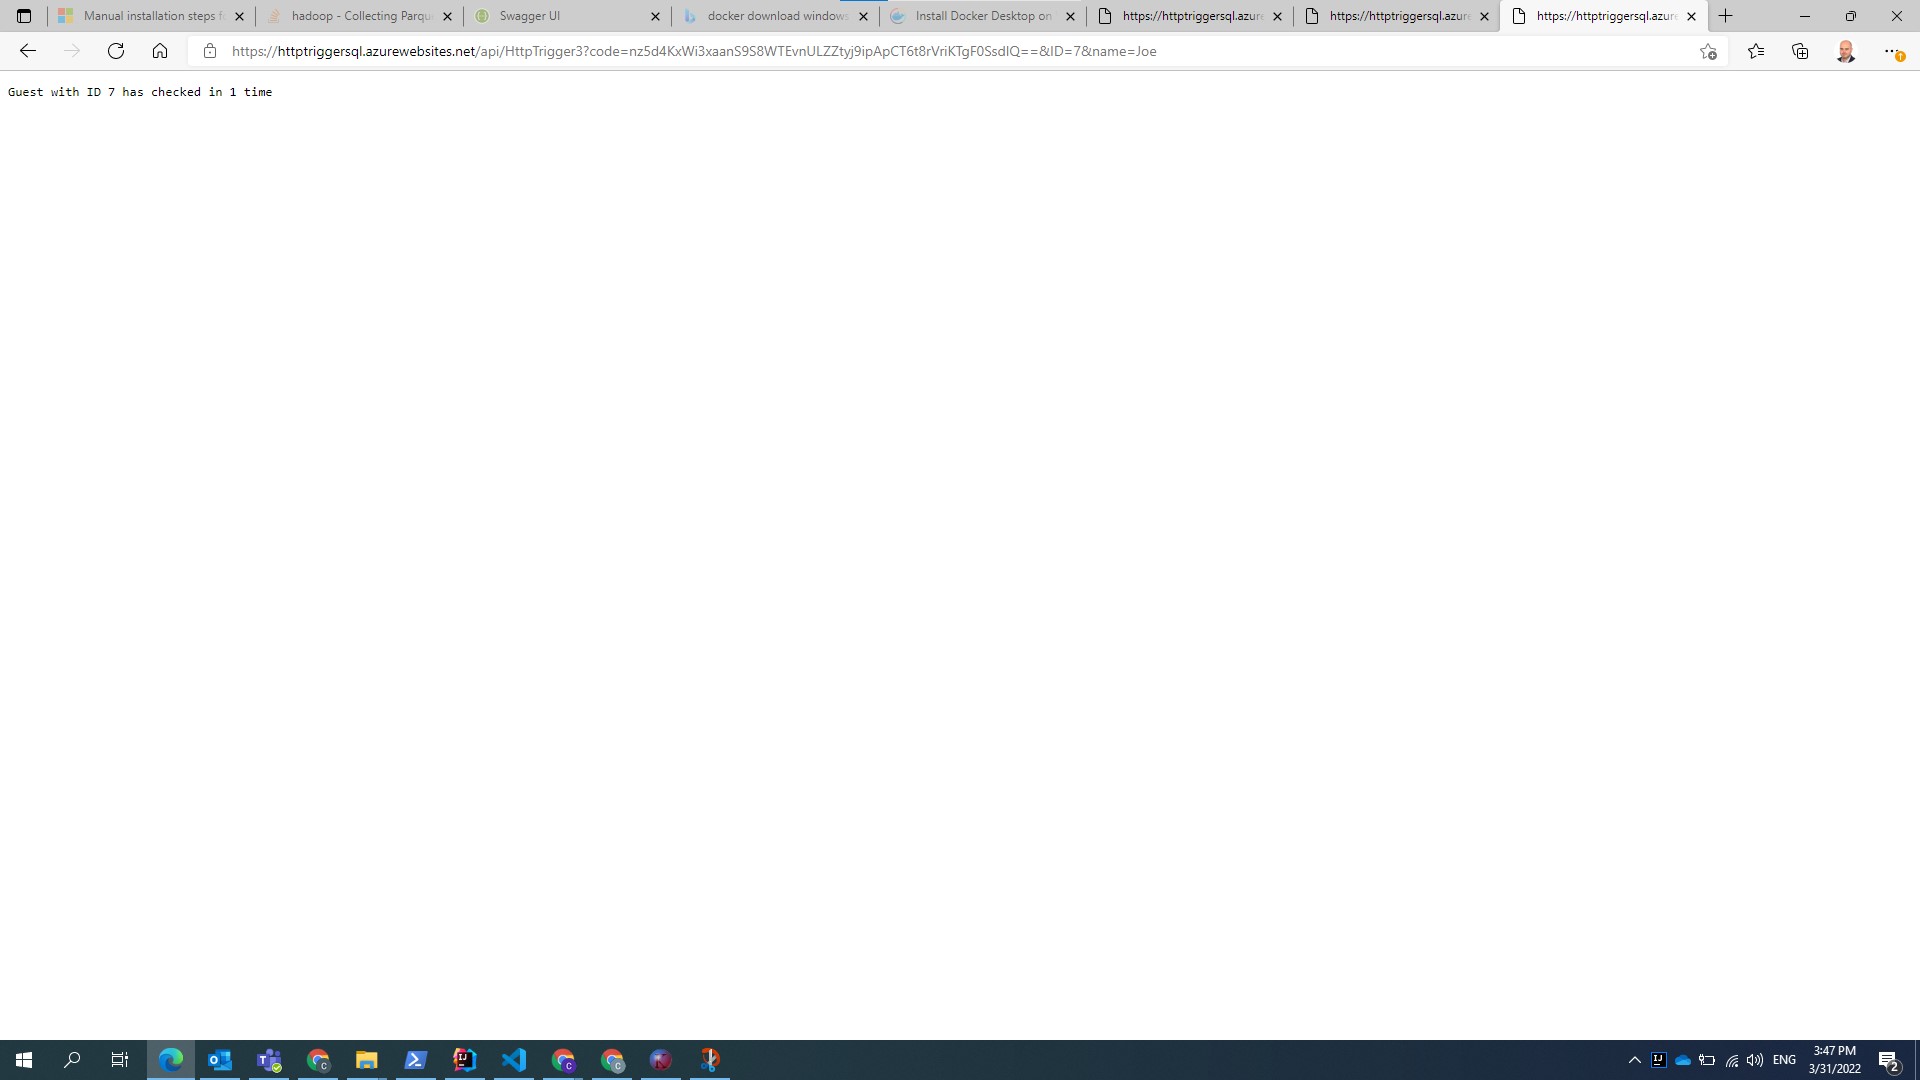 Manual installation steps f
hadoop - Collecting Parqu
Swagger UI
docker download windows
Install Docker Desktop on
https://httptriggersql.azure
https://httptriggersql.azure
https://httptriggersql.azure
https://httptriggersql.azurewebsites.net/api/HttpTrigger3?code=nz5d4KxWi3xaanS9S8WTEvnULZZtyj9ipApCT6t8rVriKTgF0SsdIQ==&ID=7&name=Joe
Guest with ID 7 has checked in 1 time
ENG
3:47 PM
3/31/2022
2